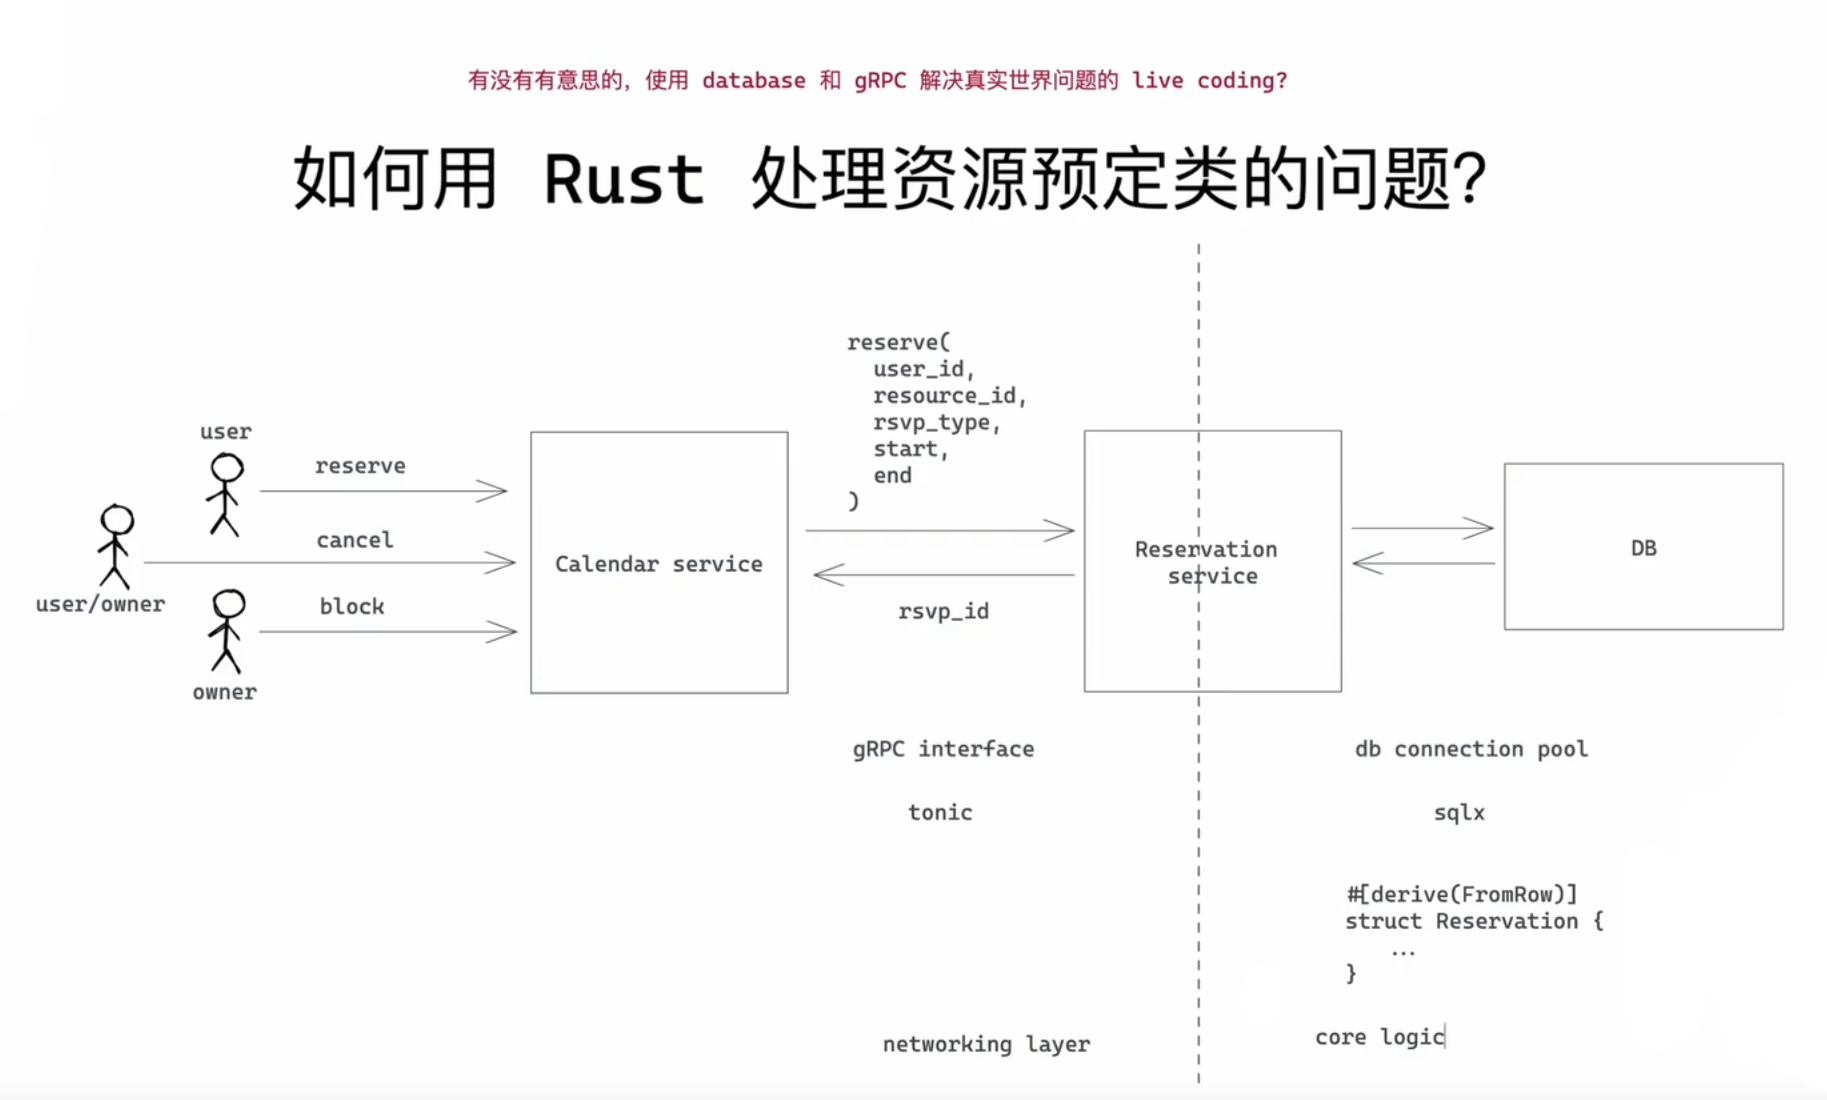 有没有有意思的，使用 database 和 gRPC 解决真实世界问题的 live coding?
如何用 Rust 处理资源预定类的问题?
reserve(
user_id,
resource_id,
rsvp_type,
start,
end
)
user
reserve
cancel
user/owner
block
owner
Calendar service
rsvp_id
Reservation
service
DB
gRPC interface
db connection pool
tonic
sqlx
#[derive(FromRow)]
struct Reservation {
...
}
networking layer
core logic